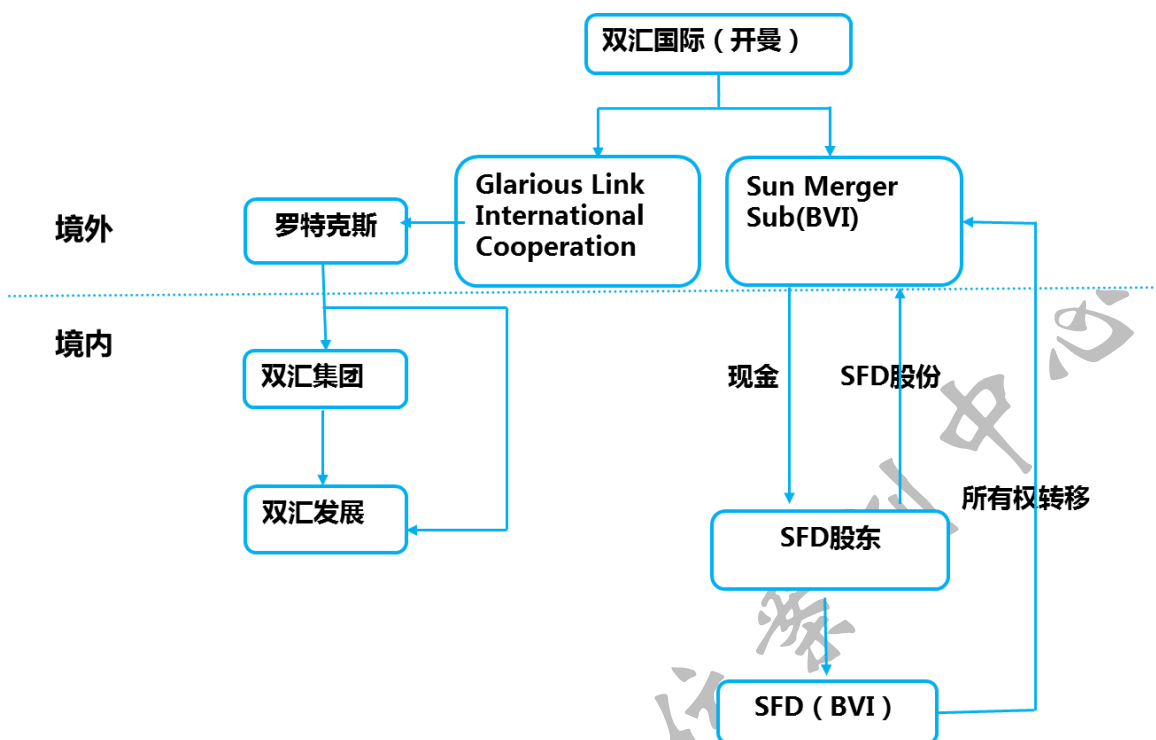 双汇国际（开曼）
Glarious Link
International
Cooperation
Sun Merger
Sub(BVI)
罗特克斯
境外
境内
双汇集团
现金
SFD股份
双汇发展
所有权转移
SFD股东
SFD（BVI）
中心